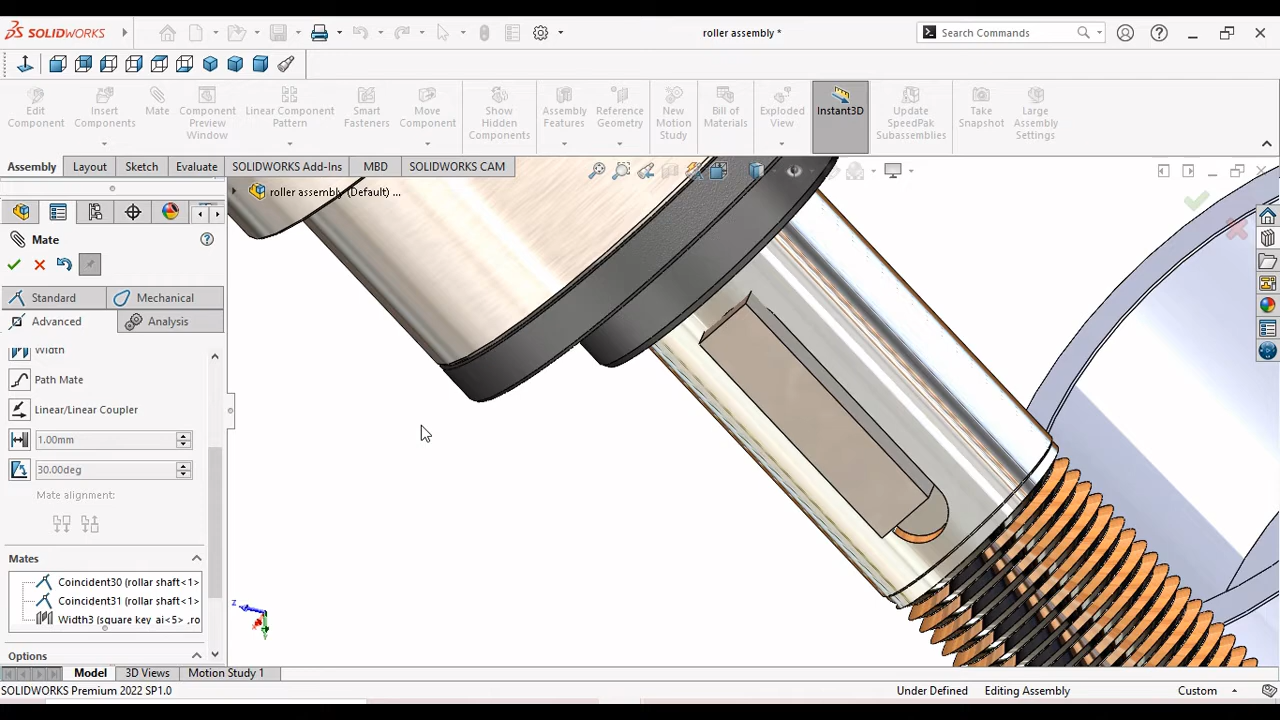 SOLIDWORKS
roller assembly *
Search Commands
Edit Component
Insert Components
Mate
Component Preview Window
Linear Component Pattern
Smart Fasteners
Move Component
Show Hidden Components
Assembly Features
Reference Geometry
New Motion Study
Bill of Materials
Exploded View
Instant3D
Update SpeedPak Subassemblies
Take Snapshot
Large Assembly Settings
Assembly
Layout
Sketch
Evaluate
SOLIDWORKS Add-Ins
MBD
SOLIDWORKS CAM
roller assembly (Default) ...
Mate
Standard
Mechanical
Advanced
Analysis
Width
Path Mate
Linear/Linear Coupler
1.00mm
30.00deg
Mate alignment:
Mates
Coincident30 (rollar shaft<1>
Coincident31 (rollar shaft<1>
Width3 (square key ai<5> ,ro
Options
z
Model
3D Views
Motion Study 1
SOLIDWORKS Premium 2022 SP1.0
Under Defined
Editing Assembly
Custom